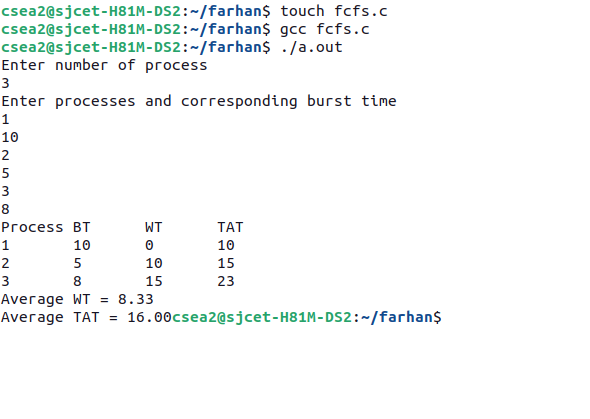 csea2@sjcet-H81M-DS2:~/farhan$ touch fcfs.c
csea2@sjcet-H81M-DS2:~/farhan$ gcc fcfs.c
csea2@sjcet-H81M-DS2:~/farhan$ ./a.out
Enter number of process
3
Enter processes and corresponding burst time
1
10
2
5
3
8
Process BT      WT      TAT
1       10      0       10
2       5       10      15
3       8       15      23
Average WT = 8.33
Average TAT = 16.00csea2@sjcet-H81M-DS2:~/farhan$